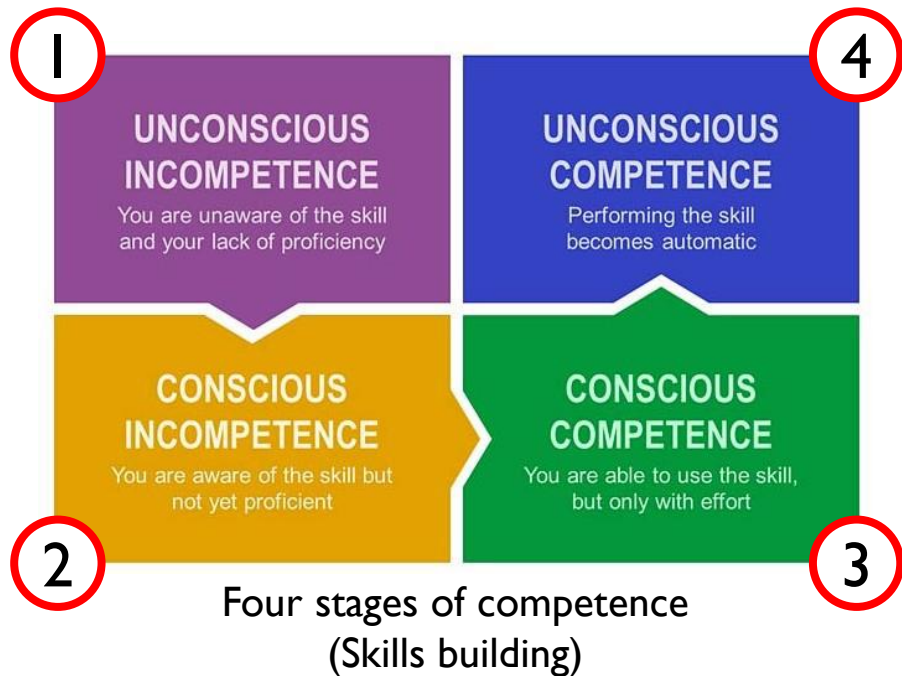 1
UNCONSCIOUS
INCOMPETENCE
You are unaware of the skill
and your lack of proficiency
2
CONSCIOUS
INCOMPETENCE
You are aware of the skill but
not yet proficient
3
CONSCIOUS
COMPETENCE
You are able to use the skill,
but only with effort
4
UNCONSCIOUS
COMPETENCE
Performing the skill
becomes automatic
Four stages of competence
(Skills building)